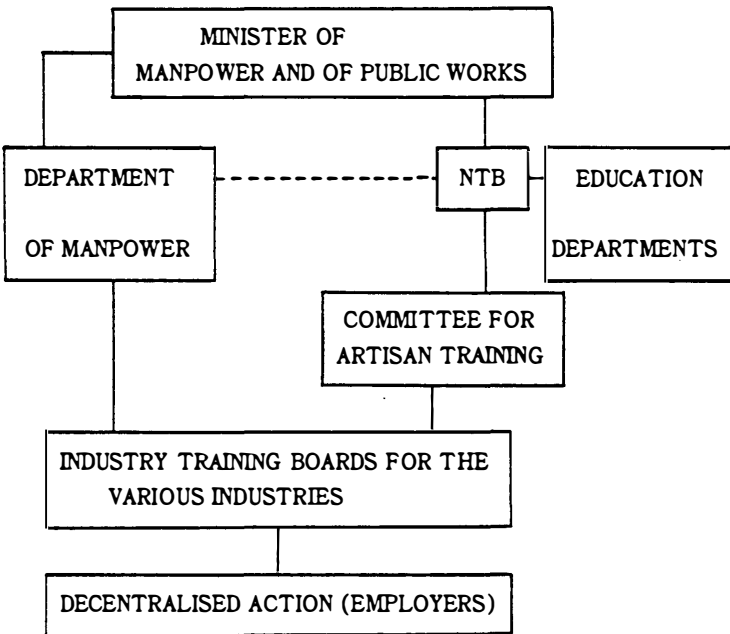 MINISTER OF
MANPOWER AND OF PUBLIC WORKS
DEPARTMENT
OF MANPOWER
NTB
EDUCATION
DEPARTMENTS
COMMITTEE FOR
ARTISAN TRAINING
INDUSTRY TRAINING BOARDS FOR THE
VARIOUS INDUSTRIES
DECENTRALISED ACTION (EMPLOYERS)